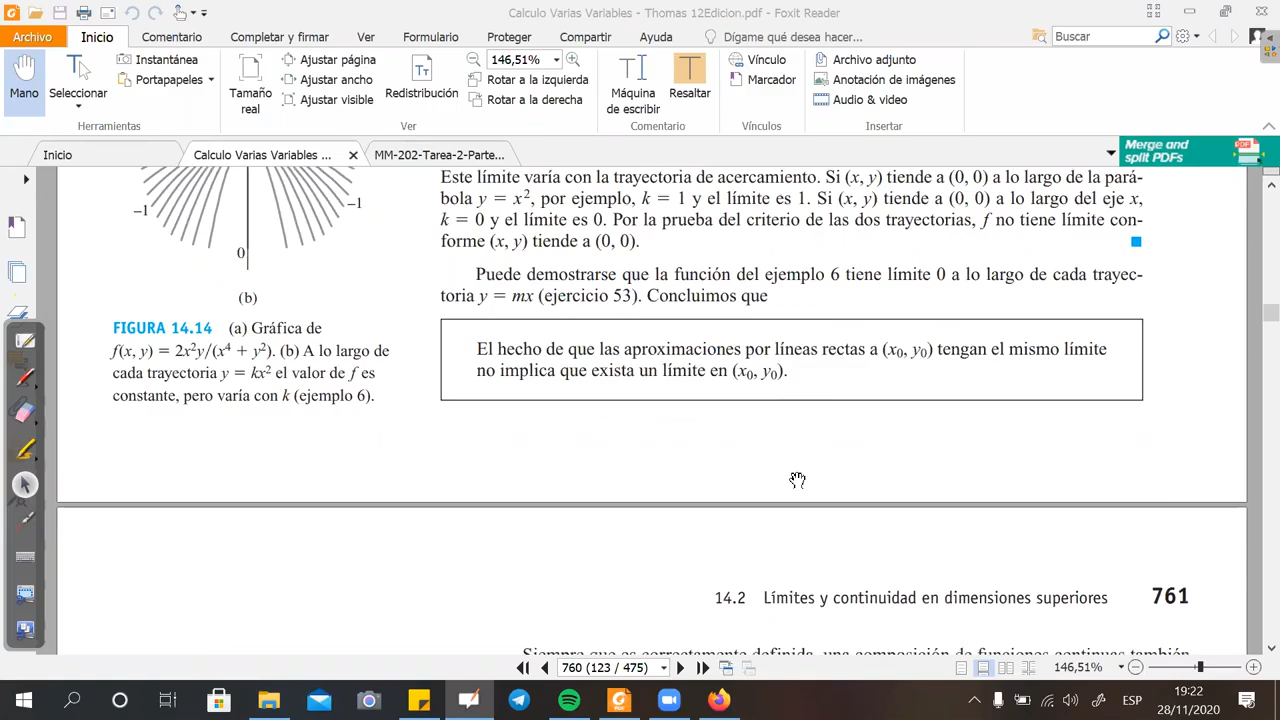 Calculo Varias Variables - Thomas 12Edicion.pdf - Foxit Reader
Archivo Inicio Comentario Completar y firmar Ver Formulario Proteger Compartir Ayuda Dígame qué desea hacer... Buscar
Mano
Seleccionar
Instantánea
Portapapeles
Herramientas
Tamaño real
Ajustar página
Ajustar ancho
Ajustar visible
Redistribución
146,51%
Rotar a la izquierda
Rotar a la derecha
Ver
Máquina de escribir
Resaltar
Comentario
Vínculo
Marcador
Vínculos
Archivo adjunto
Anotación de imágenes
Audio & video
Insertar
Inicio Calculo Varias Variables ... MM-202-Tarea-2-Parte...
Merge and
split PDFs
−1 −1
0
(b)
FIGURA 14.14 (a) Gráfica de
f(x, y) = 2x²y/(x⁴ + y²). (b) A lo largo de
cada trayectoria y = kx² el valor de f es
constante, pero varía con k (ejemplo 6).
Este límite varía con la trayectoria de acercamiento. Si (x, y) tiende a (0, 0) a lo largo de la pará-
bola y = x², por ejemplo, k = 1 y el límite es 1. Si (x, y) tiende a (0, 0) a lo largo del eje x,
k = 0 y el límite es 0. Por la prueba del criterio de las dos trayectorias, f no tiene límite con-
forme (x, y) tiende a (0, 0).
Puede demostrarse que la función del ejemplo 6 tiene límite 0 a lo largo de cada trayec-
toria y = mx (ejercicio 53). Concluimos que
El hecho de que las aproximaciones por líneas rectas a (x₀, y₀) tengan el mismo límite
no implica que exista un límite en (x₀, y₀).
14.2 Límites y continuidad en dimensiones superiores 761
Siempre que es correctamente definida, una composición de funciones continuas también
760 (123 / 475) 146,51%
ESP
19:22
28/11/2020